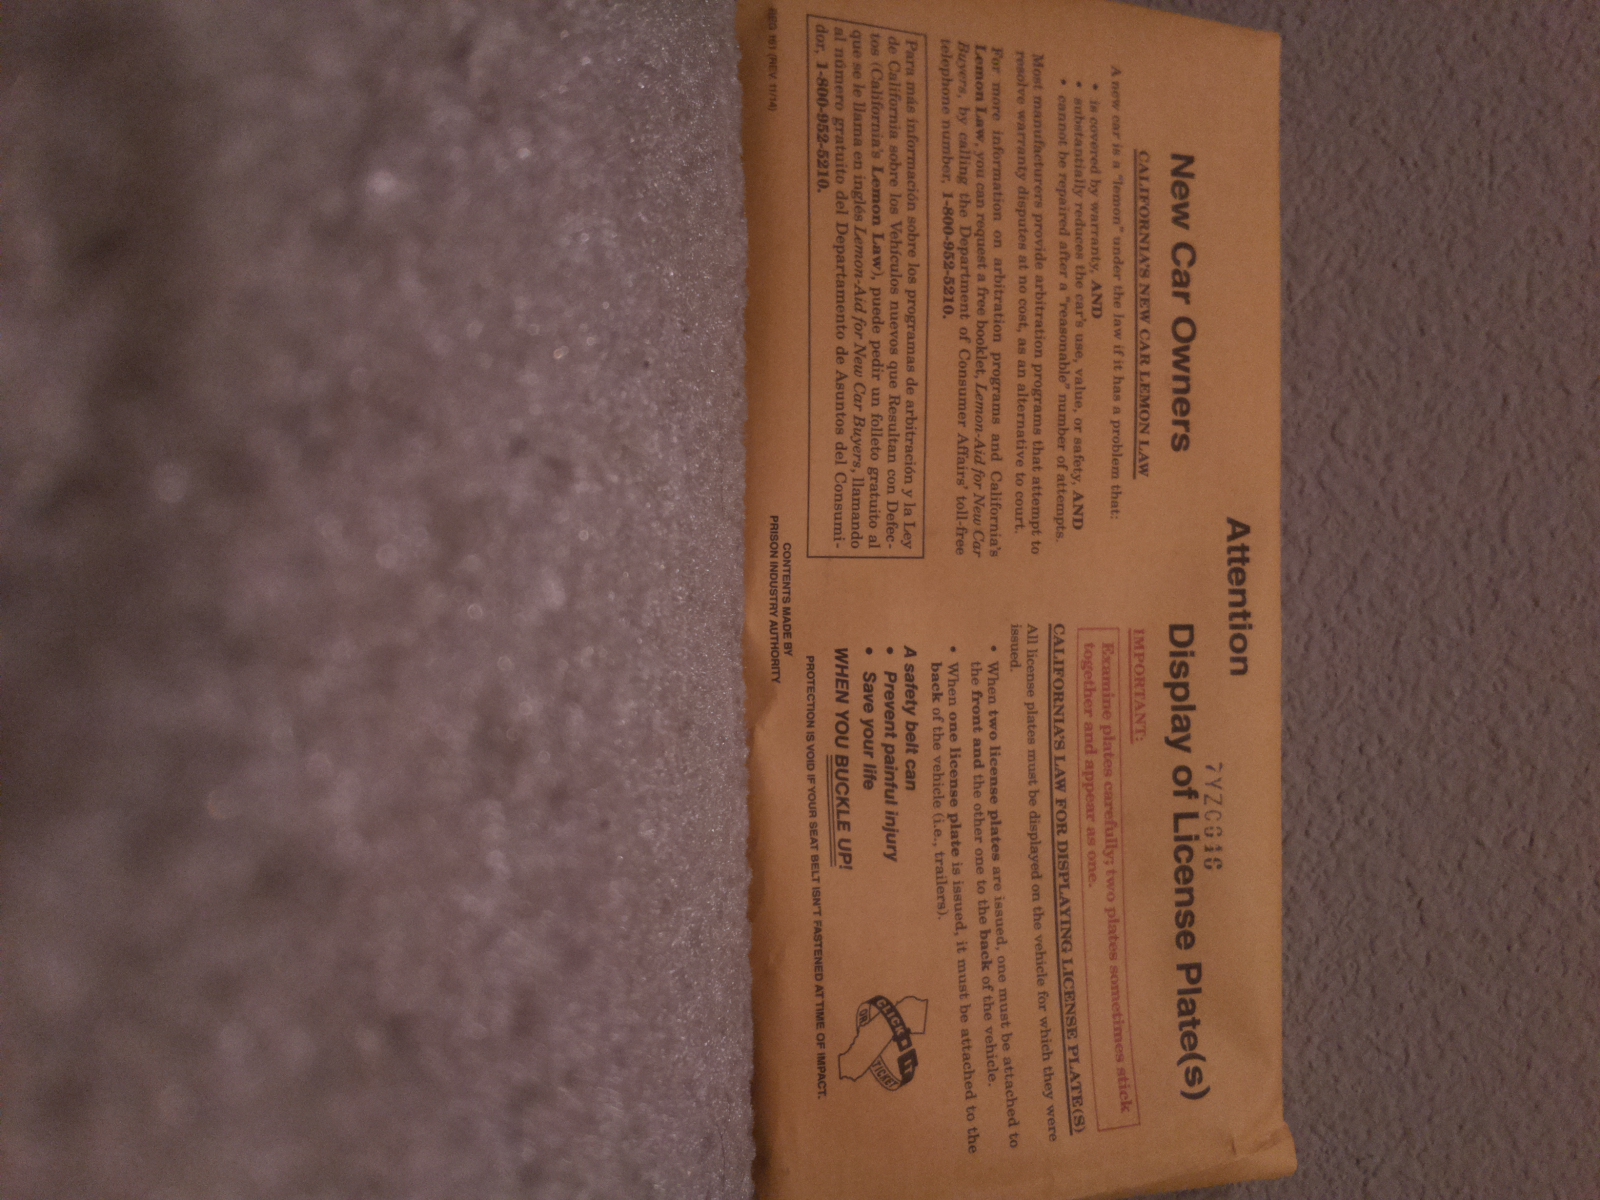 Attention
New Car Owners
CALIFORNIA'S NEW CAR LEMON LAW
A new car is a "lemon" under the law if it has a problem that:
• is covered by warranty, AND
• substantially reduces the car's use, value, or safety, AND
• cannot be repaired after a "reasonable" number of attempts.
Most manufacturers provide arbitration programs that attempt to
resolve warranty disputes at no cost, as an alternative to court.
For more information on arbitration programs and California's
Lemon Law, you can request a free booklet, Lemon-Aid for New Car
Buyers, by calling the Department of Consumer Affairs' toll-free
telephone number, 1-800-952-5210.
Para más información sobre los programas de arbitración y la Ley
de California sobre los Vehículos nuevos que Resultan con Defec-
tos (California's Lemon Law), puede pedir un folleto gratuito al
que se le llama en inglés Lemon-Aid for New Car Buyers, llamando
al número gratuito del Departamento de Asuntos del Consumi-
dor, 1-800-952-5210.
(REV. 11/14)
CONTENTS MADE BY
PRISON INDUSTRY AUTHORITY
Display of License Plate(s)
IMPORTANT:
Examine plates carefully; two plates sometimes stick
together and appear as one.
CALIFORNIA'S LAW FOR DISPLAYING LICENSE PLATE(S)
All license plates must be displayed on the vehicle for which they were
issued.
• When two license plates are issued, one must be attached to
the front and the other one to the back of the vehicle.
• When one license plate is issued, it must be attached to the
back of the vehicle (i.e., trailers).
A safety belt can
• Prevent painful injury
• Save your life
WHEN YOU BUCKLE UP!
CLICK IT
OR
TICKET
PROTECTION IS VOID IF YOUR SEAT BELT ISN'T FASTENED AT TIME OF IMPACT.